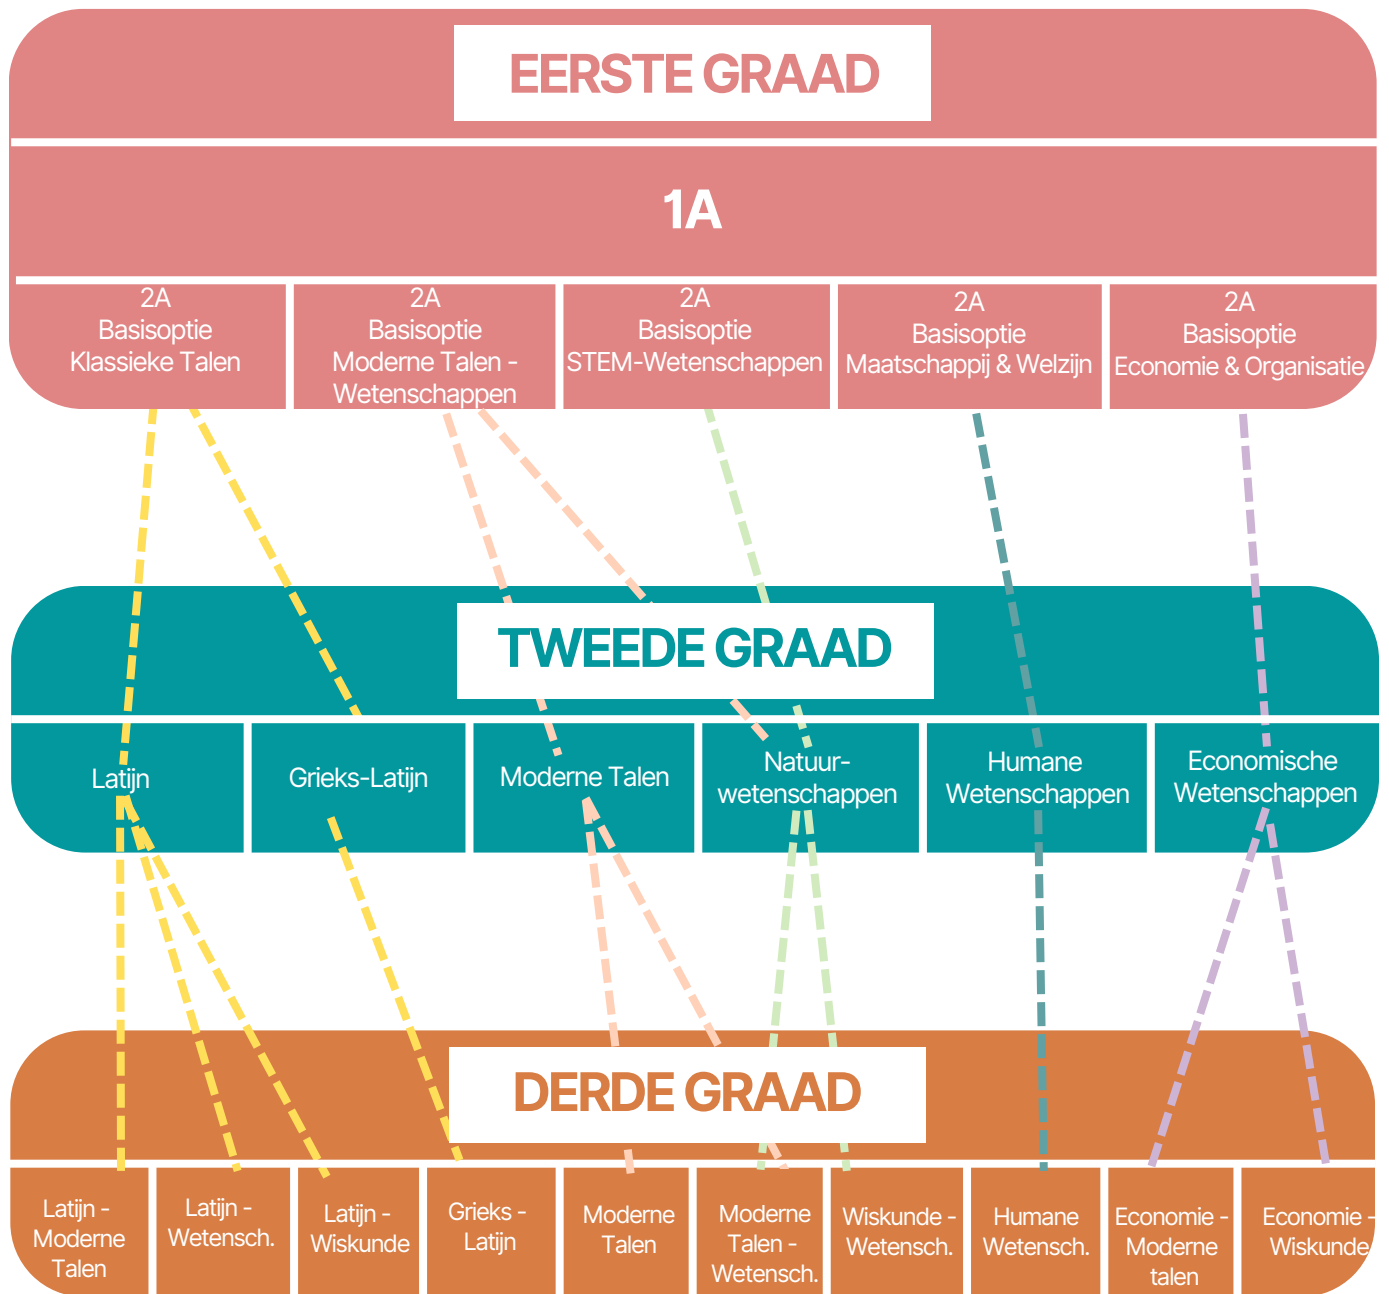 EERSTE GRAAD
1A
2A
Basisoptie
Klassieke Talen
2A
Basisoptie
Moderne Talen -
Wetenschappen
2A
Basisoptie
STEM-Wetenschappen
2A
Basisoptie
Maatschappij & Welzijn
2A
Basisoptie
Economie & Organisatie
TWEEDE GRAAD
Latijn
Grieks-Latijn
Moderne Talen
Natuur-
wetenschappen
Humane
Wetenschappen
Economische
Wetenschappen
DERDE GRAAD
Latijn -
Moderne
Talen
Latijn -
Wetensch.
Latijn -
Wiskunde
Grieks -
Latijn
Moderne
Talen
Moderne
Talen -
Wetensch.
Wiskunde -
Wetensch.
Humane
Wetensch.
Economie -
Moderne
talen
Economie -
Wiskunde